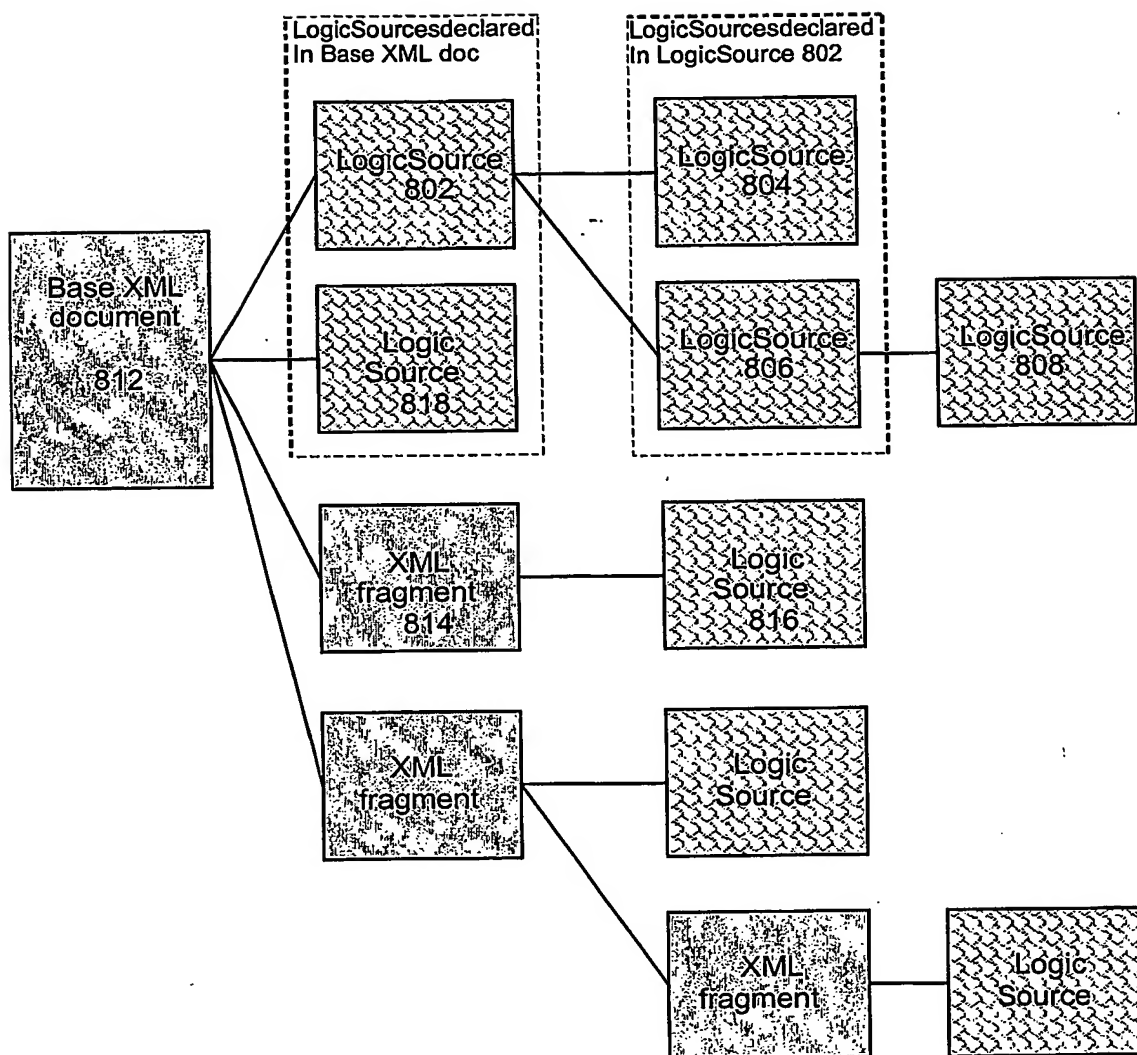 LogicSourcesdeclared
In Base XML doc
LogicSourcesdeclared
In LogicSource 802
LogicSource
802
LogicSource
804
Base XML
document
812
Logic
Source
818
LogicSource
806
LogicSource
808
XML
fragment
814
Logic
Source
816
XML
fragment
Logic
Source
XML
fragment
Logic
Source